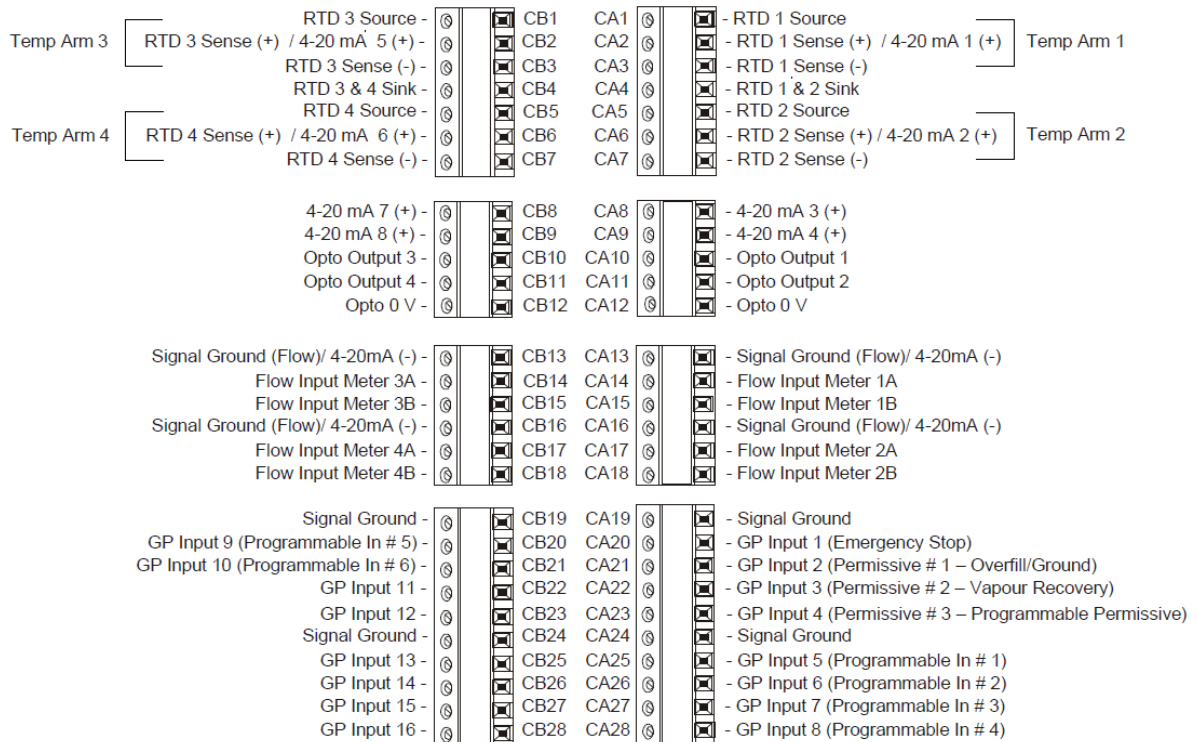 RTD 3 Source - CB1 CA1 - RTD 1 Source
Temp Arm 3 RTD 3 Sense (+) / 4-20 mA 5 (+) - CB2 CA2 - RTD 1 Sense (+) / 4-20 mA 1 (+) Temp Arm 1
RTD 3 Sense (-) - CB3 CA3 - RTD 1 Sense (-)
RTD 3 & 4 Sink - CB4 CA4 - RTD 1 & 2 Sink
RTD 4 Source - CB5 CA5 - RTD 2 Source
Temp Arm 4 RTD 4 Sense (+) / 4-20 mA 6 (+) - CB6 CA6 - RTD 2 Sense (+) / 4-20 mA 2 (+) Temp Arm 2
RTD 4 Sense (-) - CB7 CA7 - RTD 2 Sense (-)
4-20 mA 7 (+) - CB8 CA8 - 4-20 mA 3 (+)
4-20 mA 8 (+) - CB9 CA9 - 4-20 mA 4 (+)
Opto Output 3 - CB10 CA10 - Opto Output 1
Opto Output 4 - CB11 CA11 - Opto Output 2
Opto 0 V - CB12 CA12 - Opto 0 V
Signal Ground (Flow)/ 4-20mA (-) - CB13 CA13 - Signal Ground (Flow)/ 4-20mA (-)
Flow Input Meter 3A - CB14 CA14 - Flow Input Meter 1A
Flow Input Meter 3B - CB15 CA15 - Flow Input Meter 1B
Signal Ground (Flow)/ 4-20mA (-) - CB16 CA16 - Signal Ground (Flow)/ 4-20mA (-)
Flow Input Meter 4A - CB17 CA17 - Flow Input Meter 2A
Flow Input Meter 4B - CB18 CA18 - Flow Input Meter 2B
Signal Ground - CB19 CA19 - Signal Ground
GP Input 9 (Programmable In # 5) - CB20 CA20 - GP Input 1 (Emergency Stop)
GP Input 10 (Programmable In # 6) - CB21 CA21 - GP Input 2 (Permissive # 1 – Overfill/Ground)
GP Input 11 - CB22 CA22 - GP Input 3 (Permissive # 2 – Vapour Recovery)
GP Input 12 - CB23 CA23 - GP Input 4 (Permissive # 3 – Programmable Permissive)
Signal Ground - CB24 CA24 - Signal Ground
GP Input 13 - CB25 CA25 - GP Input 5 (Programmable In # 1)
GP Input 14 - CB26 CA26 - GP Input 6 (Programmable In # 2)
GP Input 15 - CB27 CA27 - GP Input 7 (Programmable In # 3)
GP Input 16 - CB28 CA28 - GP Input 8 (Programmable In # 4)